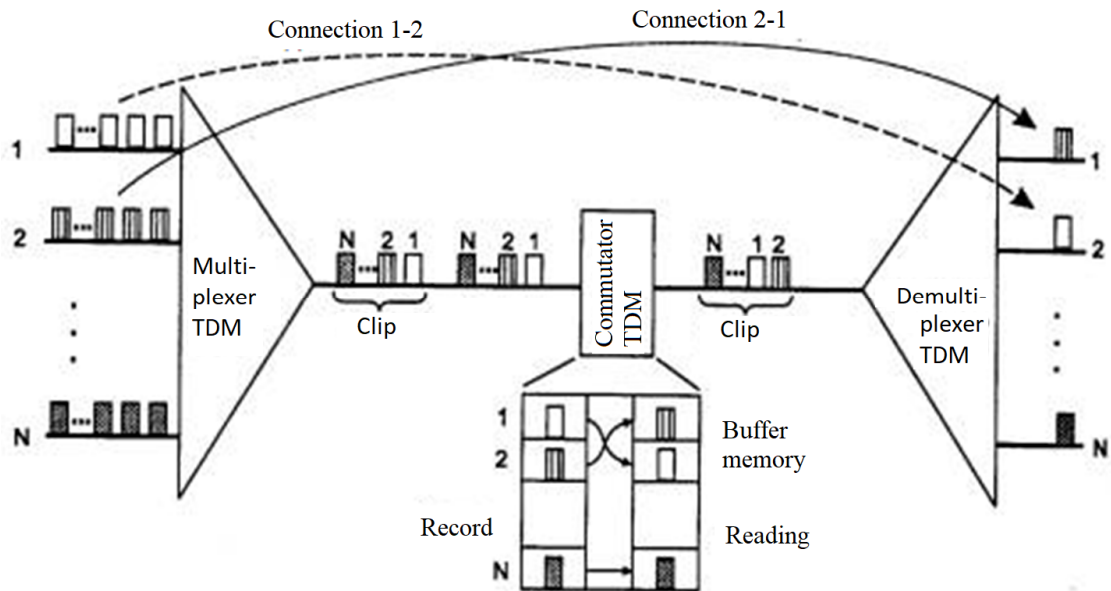 Connection 1-2
Connection 2-1
1
2
N
Multi-
plexer
TDM
N ... 2 1
N ... 2 1
Clip
Commutator
TDM
N ... 1 2
Clip
Demulti-
plexer
TDM
1
2
N
1
2
N
Buffer
memory
Record
Reading